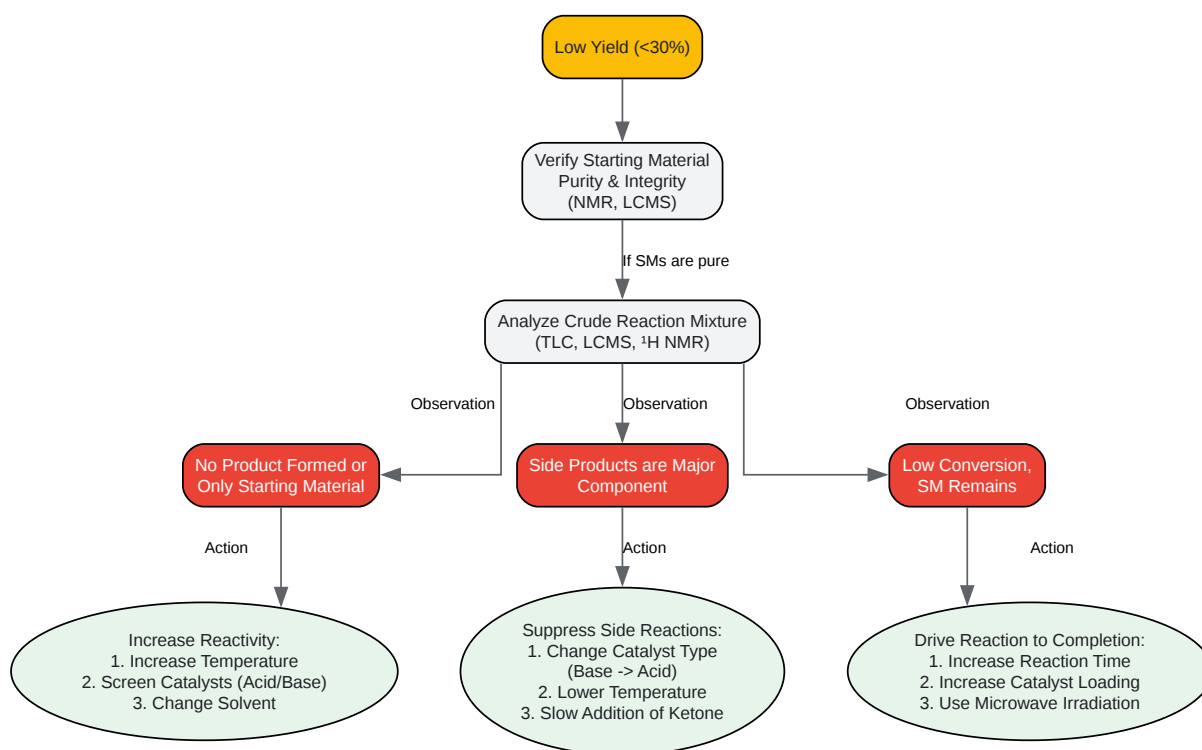 Low Yield (<30%)
Verify Starting Material
Purity & Integrity
(NMR, LCMS)
If SMs are pure
Analyze Crude Reaction Mixture
(TLC, LCMS, ¹H NMR)
Observation
Observation
Observation
No Product Formed or
Only Starting Material
Side Products are Major
Component
Low Conversion,
SM Remains
Action
Action
Action
Increase Reactivity:
1. Increase Temperature
2. Screen Catalysts (Acid/Base)
3. Change Solvent
Suppress Side Reactions:
1. Change Catalyst Type
(Base -> Acid)
2. Lower Temperature
3. Slow Addition of Ketone
Drive Reaction to Completion:
1. Increase Reaction Time
2. Increase Catalyst Loading
3. Use Microwave Irradiation